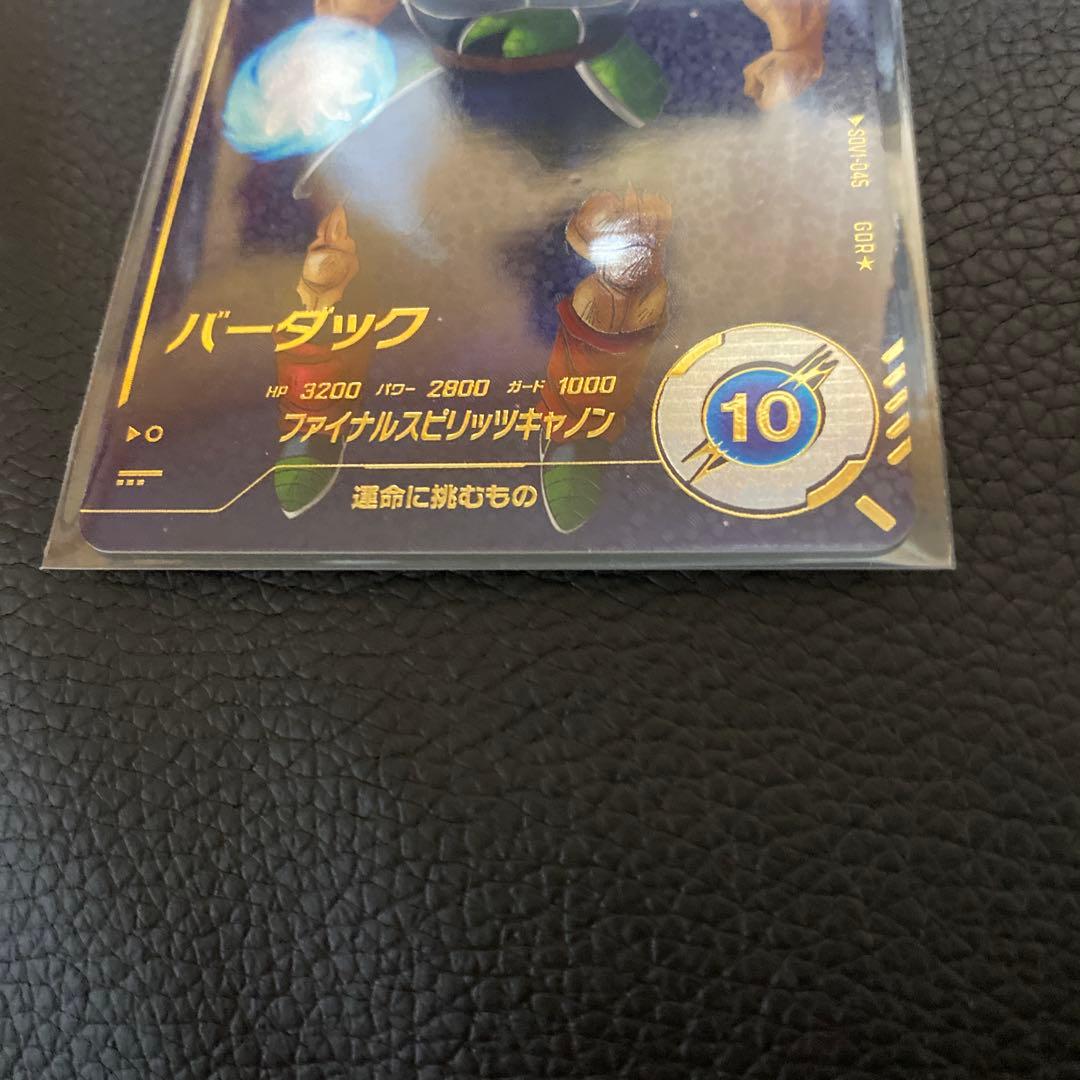 SDV1-045 GDR★
バーダック
HP 3200 パワー 2800 ガード 1000
ファイナルスピリッツキャノン
10
運命に挑むもの